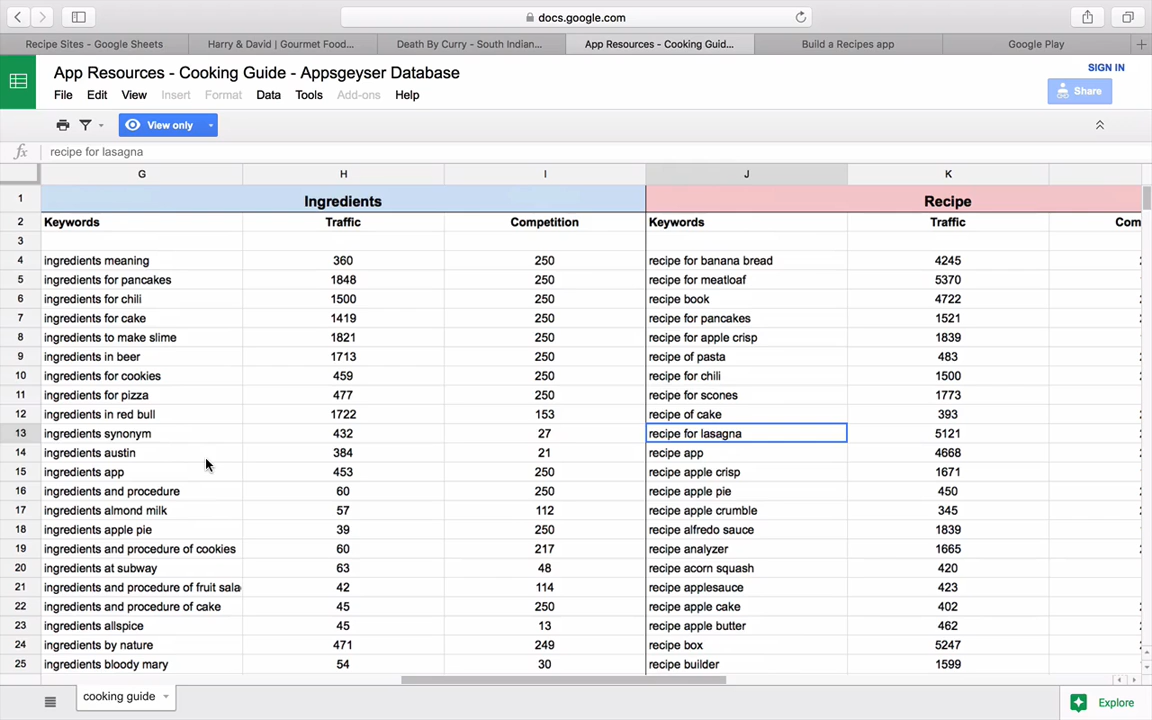 docs.google.com
Recipe Sites - Google Sheets Harry & David | Gourmet Food... Death By Curry - South Indian... App Resources - Cooking Guid... Build a Recipes app Google Play
App Resources - Cooking Guide - Appsgeyser Database
SIGN IN
File Edit View Insert Format Data Tools Add-ons Help
Share
View only
fx recipe for lasagna
G H I J K
1 Ingredients Recipe
2 Keywords Traffic Competition Keywords Traffic Com
3
4 ingredients meaning 360 250 recipe for banana bread 4245
5 ingredients for pancakes 1848 250 recipe for meatloaf 5370
6 ingredients for chili 1500 250 recipe book 4722
7 ingredients for cake 1419 250 recipe for pancakes 1521
8 ingredients to make slime 1821 250 recipe for apple crisp 1839
9 ingredients in beer 1713 250 recipe of pasta 483
10 ingredients for cookies 459 250 recipe for chili 1500
11 ingredients for pizza 477 250 recipe for scones 1773
12 ingredients in red bull 1722 153 recipe of cake 393
13 ingredients synonym 432 27 recipe for lasagna 5121
14 ingredients austin 384 21 recipe app 4668
15 ingredients app 453 250 recipe apple crisp 1671
16 ingredients and procedure 60 250 recipe apple pie 450
17 ingredients almond milk 57 112 recipe apple crumble 345
18 ingredients apple pie 39 250 recipe alfredo sauce 1839
19 ingredients and procedure of cookies 60 217 recipe analyzer 1665
20 ingredients at subway 63 48 recipe acorn squash 420
21 ingredients and procedure of fruit sala 42 114 recipe applesauce 423
22 ingredients and procedure of cake 45 250 recipe apple cake 402
23 ingredients allspice 45 13 recipe apple butter 462
24 ingredients by nature 471 249 recipe box 5247
25 ingredients bloody mary 54 30 recipe builder 1599
cooking guide
Explore